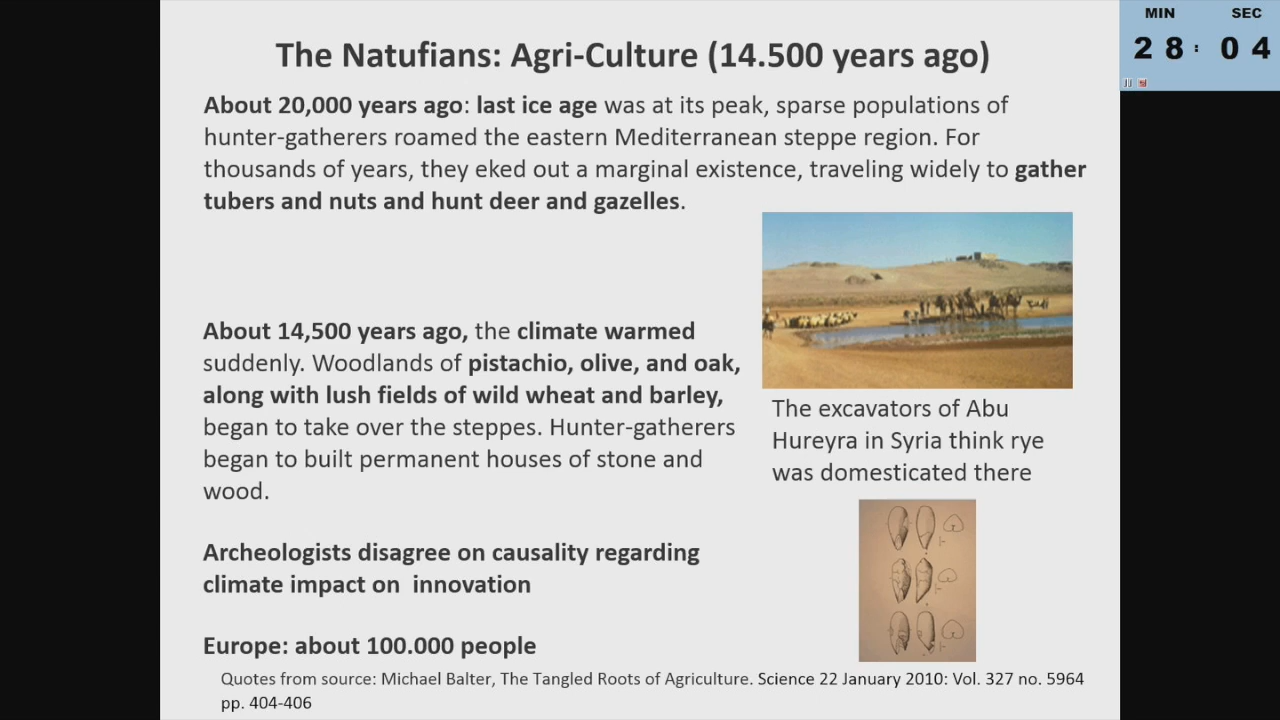 The Natufians: Agri-Culture (14.500 years ago)
About 20,000 years ago: last ice age was at its peak, sparse populations of
hunter-gatherers roamed the eastern Mediterranean steppe region. For
thousands of years, they eked out a marginal existence, traveling widely to gather
tubers and nuts and hunt deer and gazelles.
About 14,500 years ago, the climate warmed
suddenly. Woodlands of pistachio, olive, and oak,
along with lush fields of wild wheat and barley,
began to take over the steppes. Hunter-gatherers
began to built permanent houses of stone and
wood.
Archeologists disagree on causality regarding
climate impact on innovation
Europe: about 100.000 people
The excavators of Abu
Hureyra in Syria think rye
was domesticated there
Quotes from source: Michael Balter, The Tangled Roots of Agriculture. Science 22 January 2010: Vol. 327 no. 5964
pp. 404-406
MIN SEC
28: 04